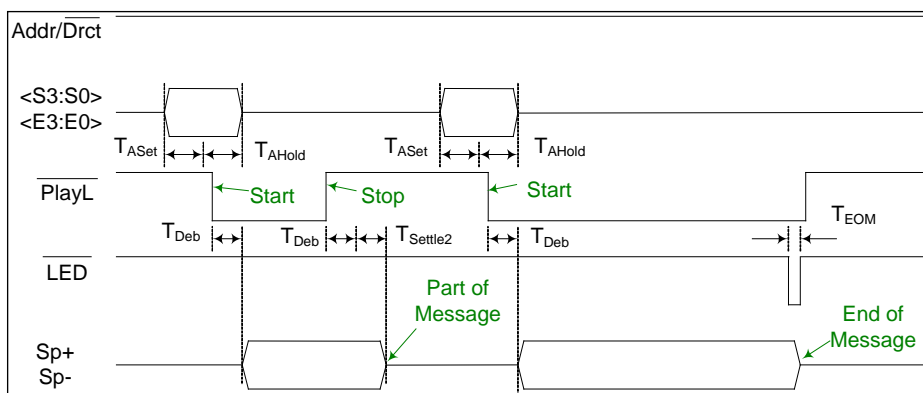 Addr/Drct
<S3:S0>
<E3:E0>
TASet TAHold TASet TAHold
PlayL Start Stop Start
TDeb TDeb TSettle2 TDeb TEOM
LED
Part of
Message
End of
Message
Sp+
Sp-